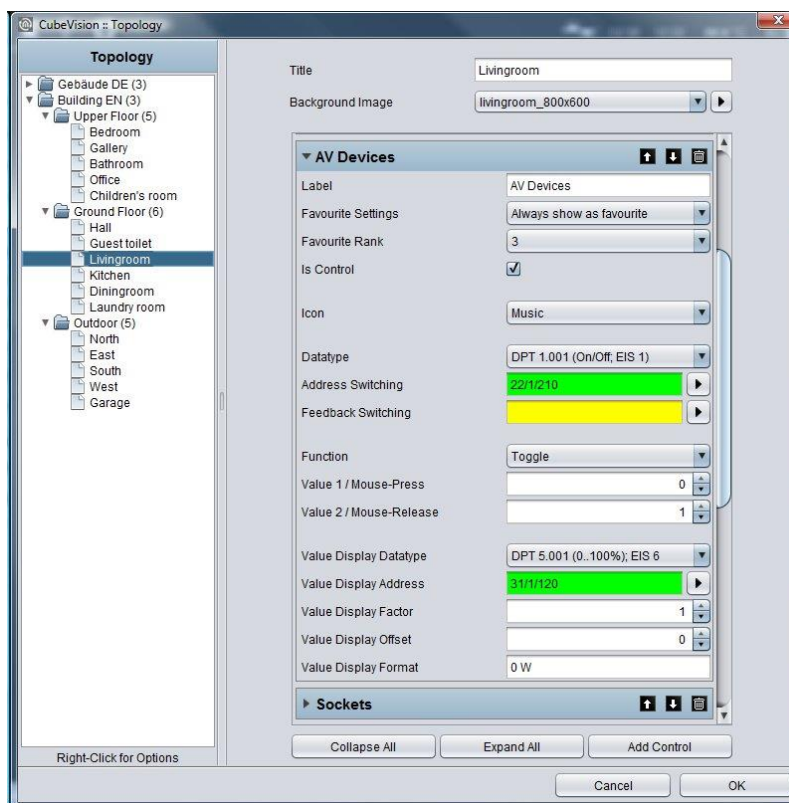 CubeVision :: Topology
Topology
Gebäude DE (3)
Building EN (3)
Upper Floor (5)
Bedroom
Gallery
Bathroom
Office
Children's room
Ground Floor (6)
Hall
Guest toilet
Livingroom
Kitchen
Diningroom
Laundry room
Outdoor (5)
North
East
South
West
Garage
Right-Click for Options
Title Livingroom
Background Image livingroom_800x600
AV Devices
Label AV Devices
Favourite Settings Always show as favourite
Favourite Rank 3
Is Control
Icon Music
Datatype DPT 1.001 (On/Off; EIS 1)
Address Switching 22/1/210
Feedback Switching
Function Toggle
Value 1 / Mouse-Press 0
Value 2 / Mouse-Release 1
Value Display Datatype DPT 5.001 (0..100%); EIS 6
Value Display Address 31/1/120
Value Display Factor 1
Value Display Offset 0
Value Display Format 0 W
Sockets
Collapse All Expand All Add Control
Cancel OK